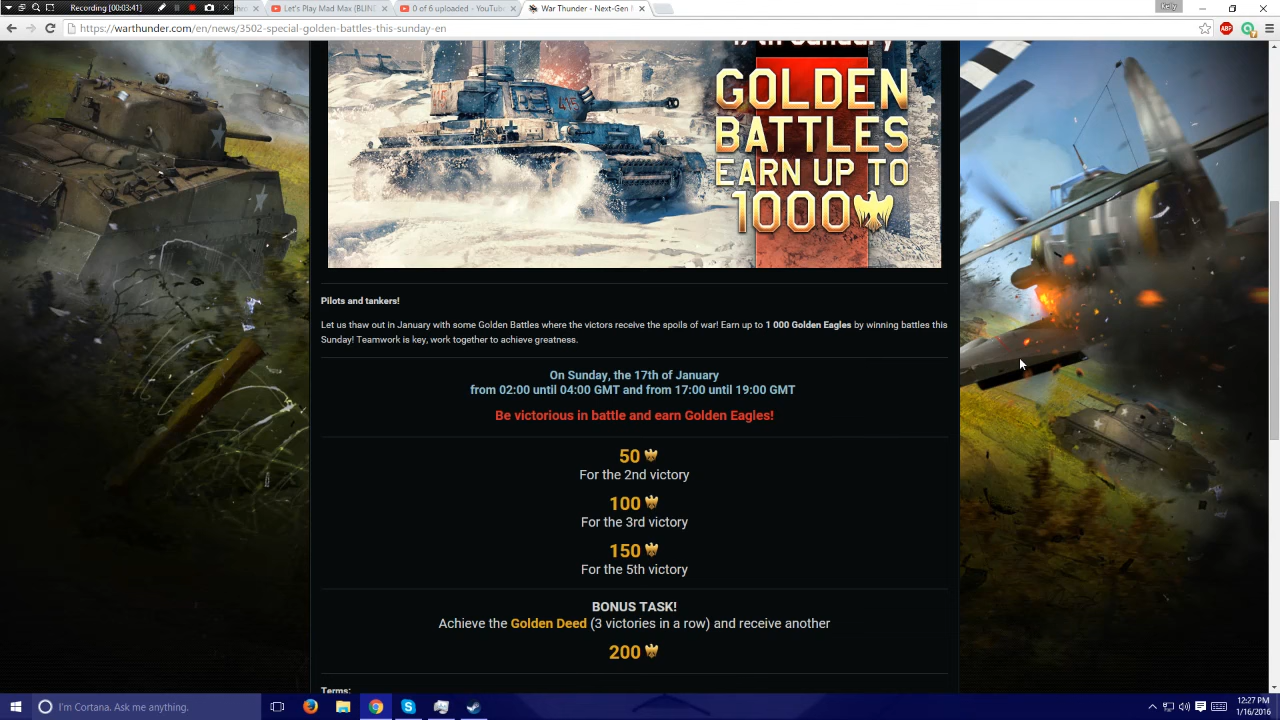 Recording [00:03:41]
Let's Play Mad Max (BLIND
0 of 6 uploaded - YouTube
War Thunder - Next-Gen
Kelly
https://warthunder.com/en/news/3502-special-golden-battles-this-sunday-en
ABP
17th Sunday
GOLDEN
BATTLES
EARN UP TO
1000
Pilots and tankers!
Let us thaw out in January with some Golden Battles where the victors receive the spoils of war! Earn up to 1 000 Golden Eagles by winning battles this
Sunday! Teamwork is key, work together to achieve greatness.
On Sunday, the 17th of January
from 02:00 until 04:00 GMT and from 17:00 until 19:00 GMT
Be victorious in battle and earn Golden Eagles!
50
For the 2nd victory
100
For the 3rd victory
150
For the 5th victory
BONUS TASK!
Achieve the Golden Deed (3 victories in a row) and receive another
200
Terms:
I'm Cortana. Ask me anything.
12:27 PM
1/16/2016